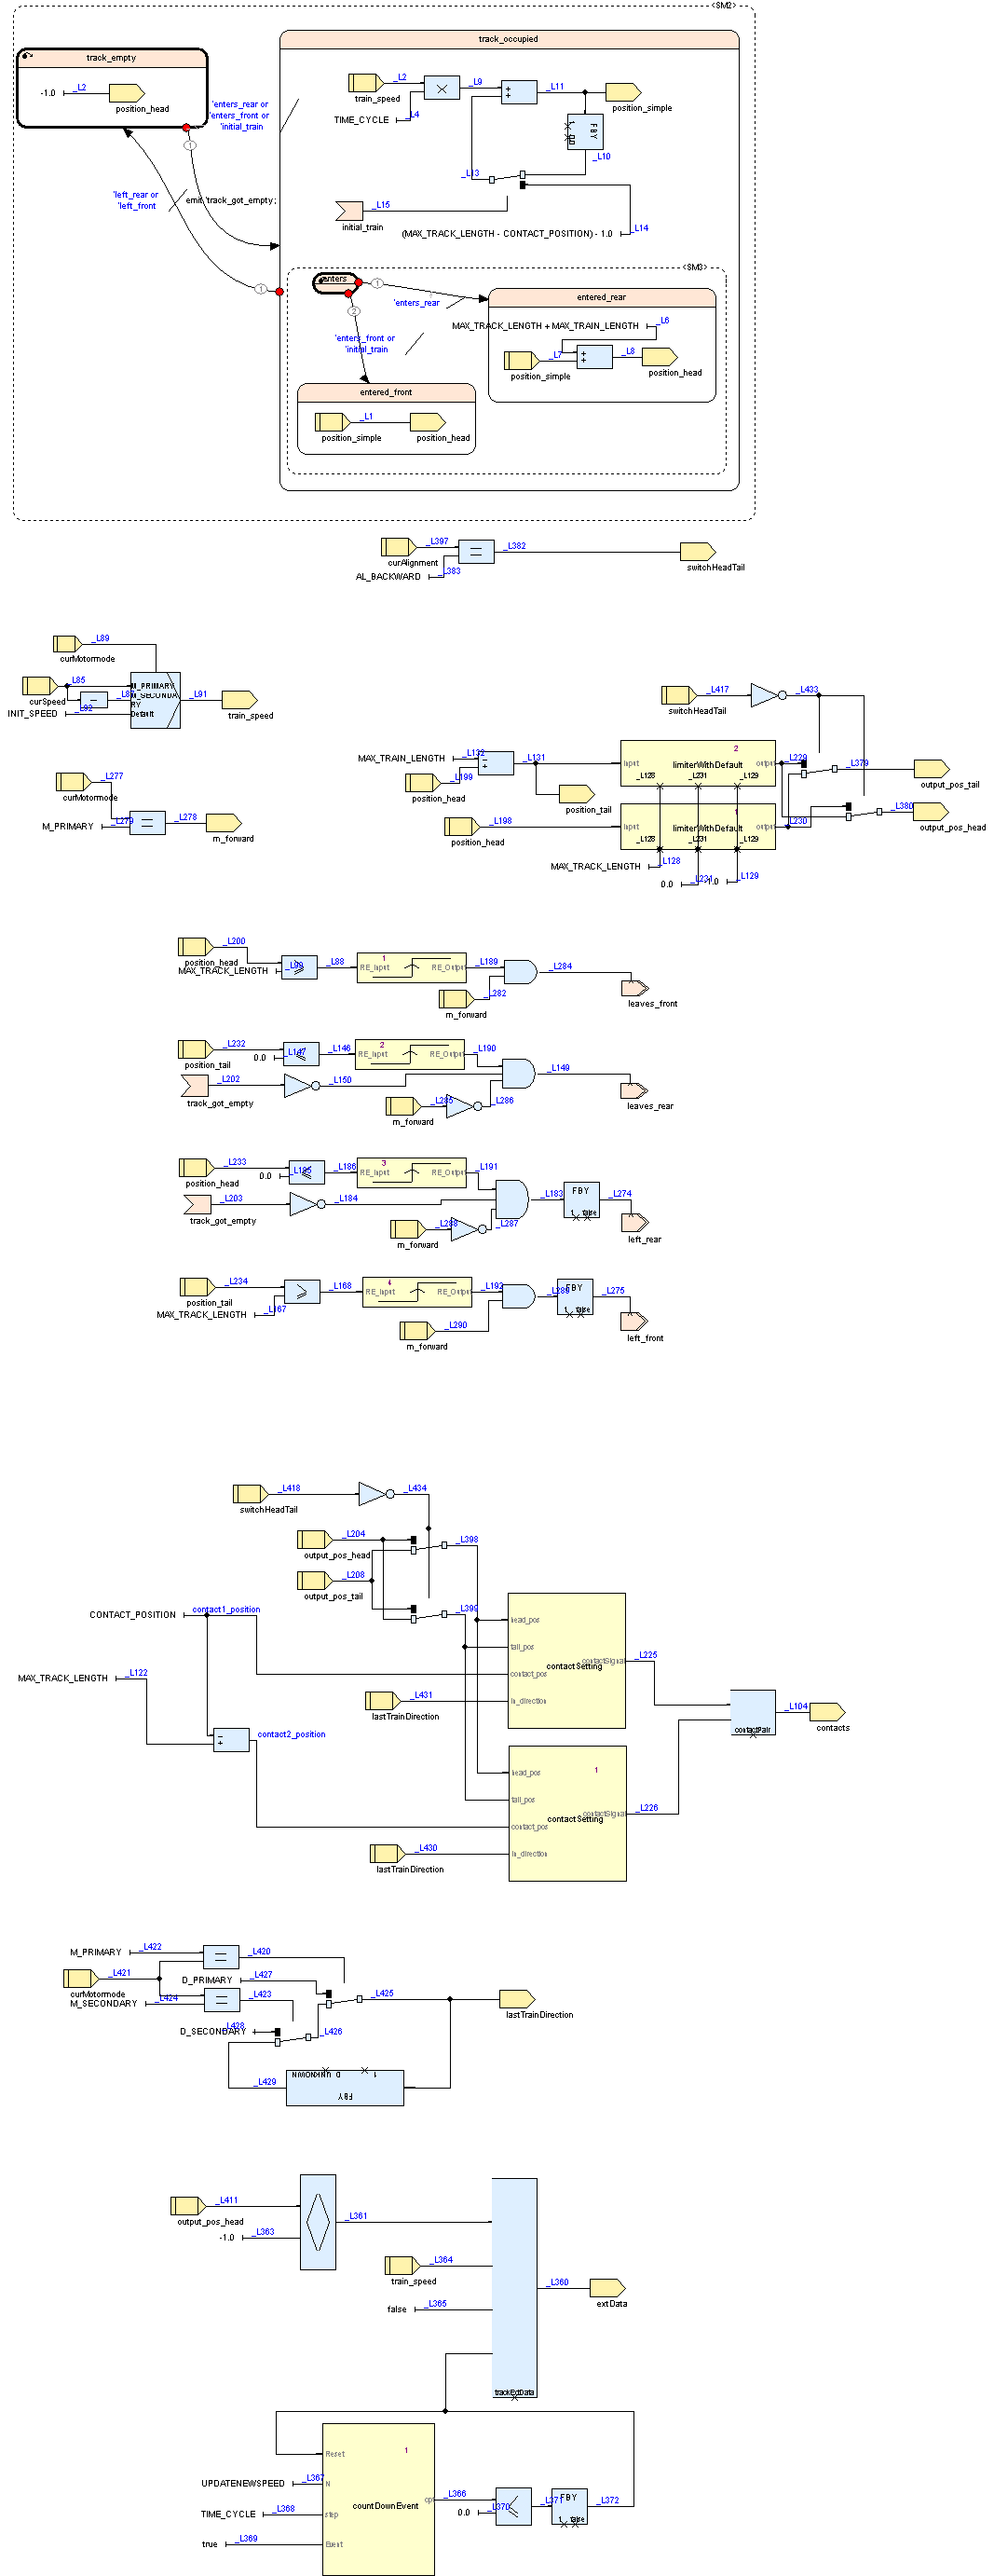 <SM2>
track_empty
-1.0
_L2
position_head
'enters_rear or
'enters_front or
'initial_train
1
'left_rear or
'left_front
emit 'track_got_empty;
1
track_occupied
_L2
train_speed
_L9
_L11
position_simple
TIME_CYCLE
_L4
FBY
_L10
_L13
_L15
initial_train
(MAX_TRACK_LENGTH - CONTACT_POSITION) - 1.0
_L14
<SM3>
enters
1
'enters_rear
2
'enters_front or
'initial_train
entered_rear
MAX_TRACK_LENGTH + MAX_TRAIN_LENGTH
_L6
_L7
position_simple
_L8
position_head
entered_front
_L1
position_simple
position_head
_L397
curAlignment
AL_BACKWARD
_L383
_L382
switchHeadTail
_L89
curMotormode
_L85
curSpeed
INIT_SPEED
_L92
M_PRIMARY
M_SECONDA
RY
Default
_L91
train_speed
_L417
switchHeadTail
_L433
MAX_TRAIN_LENGTH
_L132
_L131
_L199
position_head
position_tail
Input
limiterWithDefault
2
output
_L128
_L231
_L129
_L229
_L379
output_pos_tail
_L198
position_head
Input
limiterWithDefault
output
_L128
_L231
_L129
_L230
_L380
output_pos_head
MAX_TRACK_LENGTH
_L128
0.0
_L231
_L129
_L277
curMotormode
M_PRIMARY
_L279
_L278
m_forward
_L200
position_head
MAX_TRACK_LENGTH
_L88
1
RE_Input
RE_Output
_L189
_L282
m_forward
_L284
leaves_front
_L232
position_tail
0.0
_L147
_L146
2
RE_Input
RE_Output
_L190
_L202
track_got_empty
_L150
_L285
m_forward
_L286
_L149
leaves_rear
_L233
position_head
0.0
_L185
_L186
3
RE_Input
RE_Output
_L191
_L203
track_got_empty
_L184
_L288
m_forward
_L287
_L183
FBY
1
false
_L274
left_rear
_L234
position_tail
MAX_TRACK_LENGTH
_L167
_L168
4
RE_Input
RE_Output
_L192
_L290
m_forward
_L289
FBY
1
false
_L275
left_front
_L418
switchHeadTail
_L434
_L204
output_pos_head
_L208
output_pos_tail
_L398
_L399
CONTACT_POSITION
contact1_position
MAX_TRACK_LENGTH
_L122
contact2_position
head_pos
tail_pos
contactSetting
contactSignal
contact_pos
in_direction
_L225
_L431
lastTrainDirection
contactPair
_L104
contacts
1
head_pos
tail_pos
contactSetting
contactSignal
contact_pos
in_direction
_L226
_L430
lastTrainDirection
M_PRIMARY
_L422
_L420
_L421
curMotormode
M_SECONDARY
_L424
_L423
D_PRIMARY
_L427
D_SECONDARY
_L428
_L426
_L425
lastTrainDirection
_L429
1
D_UNKNOWN
FBY
_L411
output_pos_head
-1.0
_L363
_L361
_L364
train_speed
false
_L365
trackExtData
_L360
extData
1
Reset
UPDATENEWSPEED
_L367
N
countDownEvent
cpt
TIME_CYCLE
_L368
step
true
_L369
Event
_L366
0.0
_L370
_L371
FBY
1
false
_L372